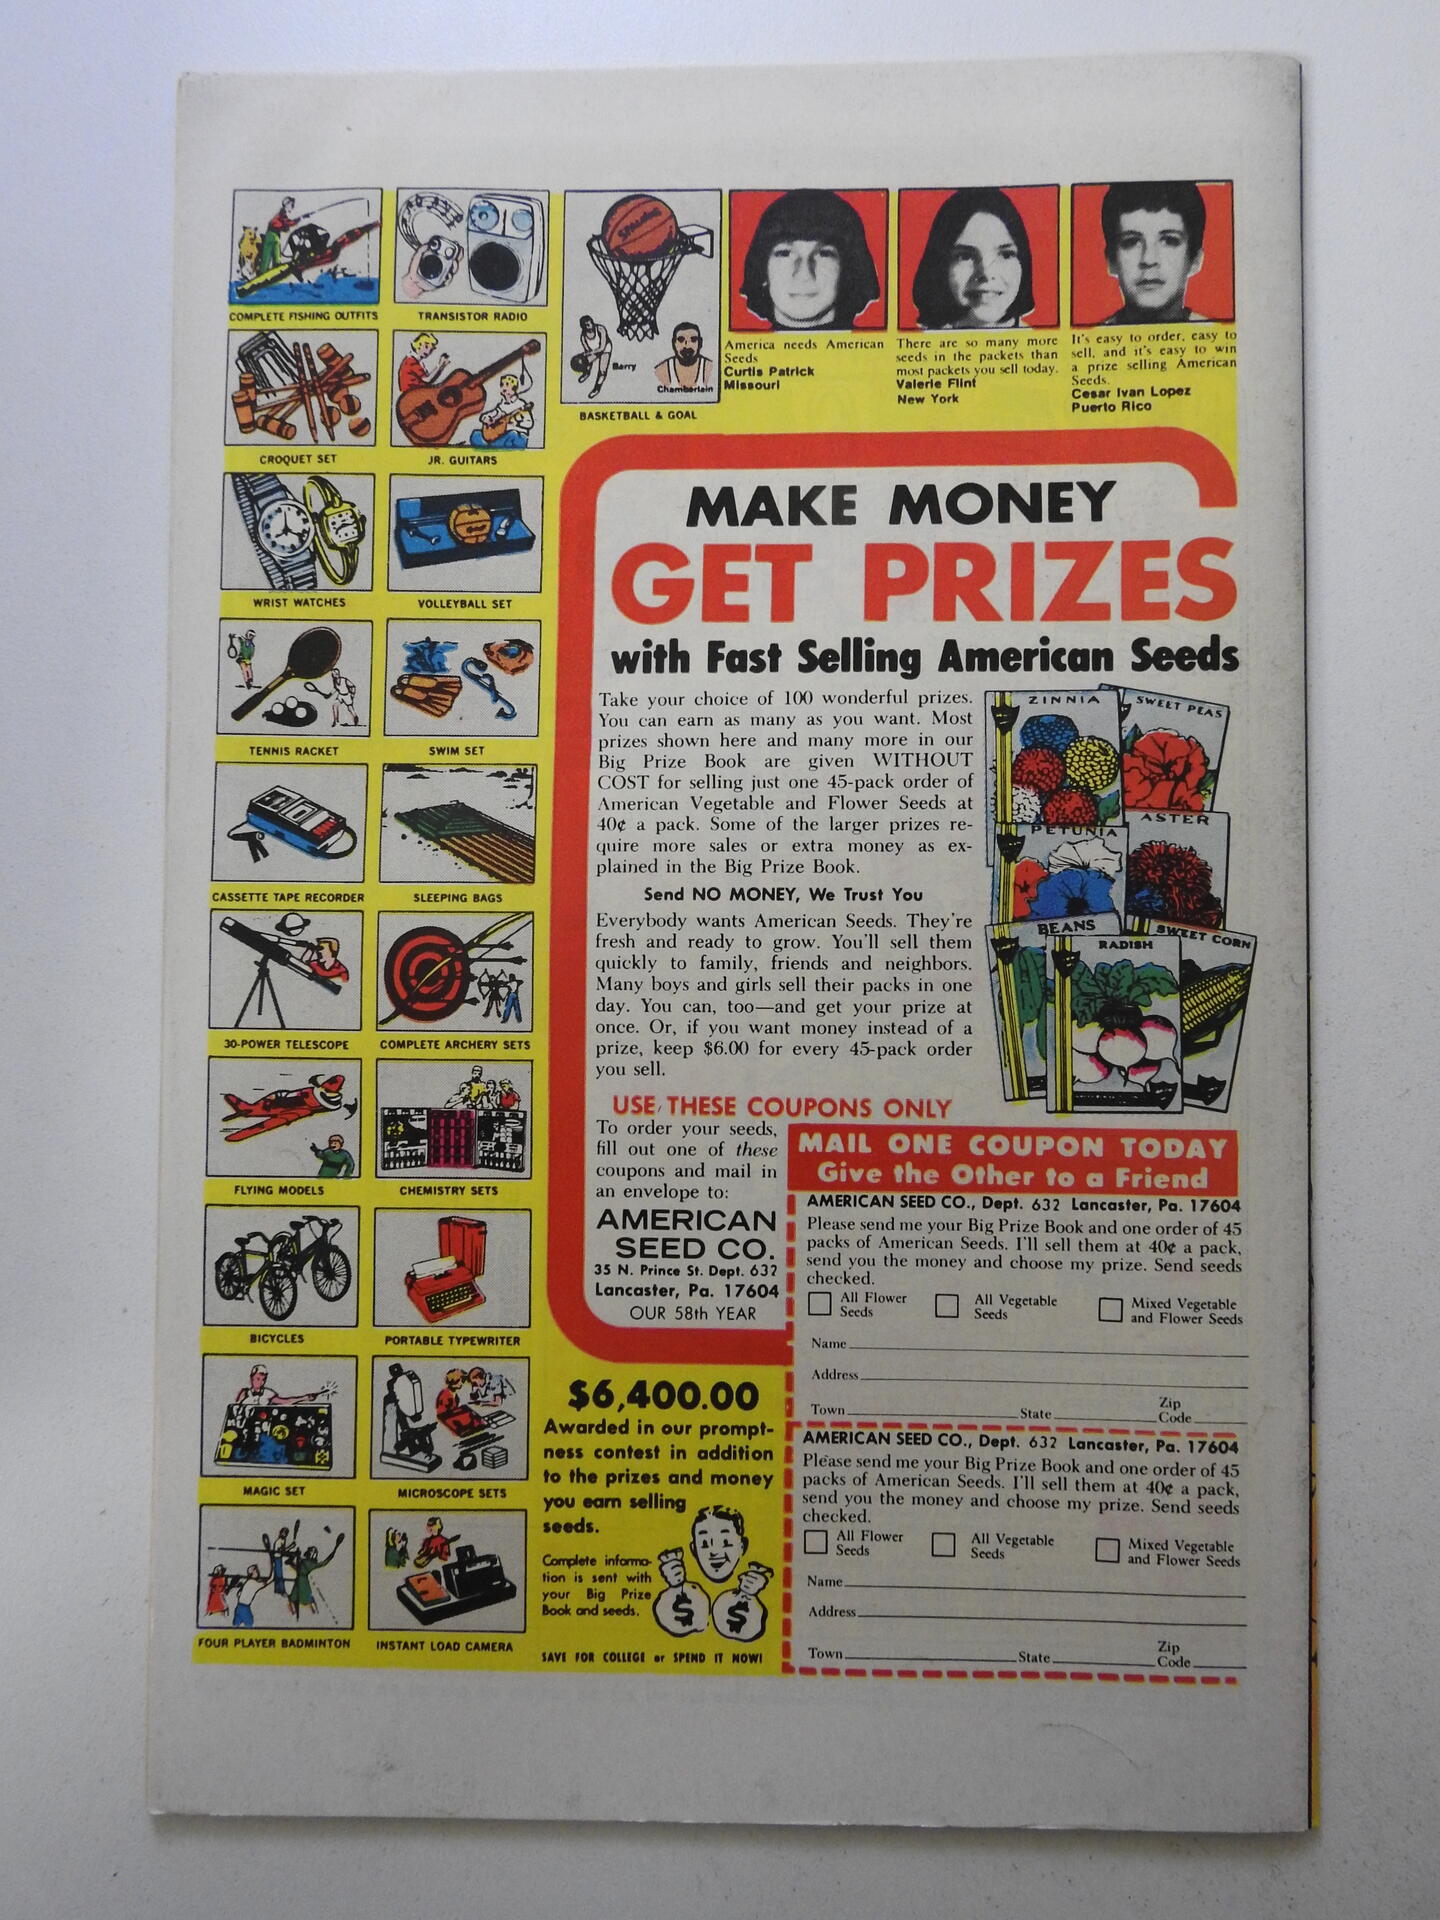 COMPLETE FISHING OUTFITS
TRANSISTOR RADIO
CROQUET SET
JR. GUITARS
WRIST WATCHES
VOLLEYBALL SET
TENNIS RACKET
SWIM SET
CASSETTE TAPE RECORDER
SLEEPING BAGS
30-POWER TELESCOPE
COMPLETE ARCHERY SETS
FLYING MODELS
CHEMISTRY SETS
BICYCLES
PORTABLE TYPEWRITER
MAGIC SET
MICROSCOPE SETS
FOUR PLAYER BADMINTON
INSTANT LOAD CAMERA
SPALDING
Barry
Chamberlain
BASKETBALL & GOAL
America needs American
Seeds
Curtis Patrick
Missouri
There are so many more
seeds in the packets than
most packets you sell today.
Valerie Flint
New York
It's easy to order, easy to
sell, and it's easy to win
a prize selling American
Seeds.
Cesar Ivan Lopez
Puerto Rico
MAKE MONEY
GET PRIZES
with Fast Selling American Seeds
Take your choice of 100 wonderful prizes.
You can earn as many as you want. Most
prizes shown here and many more in our
Big Prize Book are given WITHOUT
COST for selling just one 45-pack order of
American Vegetable and Flower Seeds at
40¢ a pack. Some of the larger prizes re-
quire more sales or extra money as ex-
plained in the Big Prize Book.
Send NO MONEY, We Trust You
Everybody wants American Seeds. They're
fresh and ready to grow. You'll sell them
quickly to family, friends and neighbors.
Many boys and girls sell their packs in one
day. You can, too—and get your prize at
once. Or, if you want money instead of a
prize, keep $6.00 for every 45-pack order
you sell.
ZINNIA
SWEET PEAS
PETUNIA
ASTER
BEANS
RADISH
SWEET CORN
USE THESE COUPONS ONLY
To order your seeds,
fill out one of these
coupons and mail in
an envelope to:
AMERICAN
SEED CO.
35 N. Prince St. Dept. 632
Lancaster, Pa. 17604
OUR 58th YEAR
MAIL ONE COUPON TODAY
Give the Other to a Friend
AMERICAN SEED CO., Dept. 632 Lancaster, Pa. 17604
Please send me your Big Prize Book and one order of 45
packs of American Seeds. I'll sell them at 40¢ a pack,
send you the money and choose my prize. Send seeds
checked.
All Flower
Seeds
All Vegetable
Seeds
Mixed Vegetable
and Flower Seeds
Name
Address
Town State Zip
Code
AMERICAN SEED CO., Dept. 632 Lancaster, Pa. 17604
Please send me your Big Prize Book and one order of 45
packs of American Seeds. I'll sell them at 40¢ a pack,
send you the money and choose my prize. Send seeds
checked.
All Flower
Seeds
All Vegetable
Seeds
Mixed Vegetable
and Flower Seeds
Name
Address
Town State Zip
Code
$6,400.00
Awarded in our prompt-
ness contest in addition
to the prizes and money
you earn selling
seeds.
Complete informa-
tion is sent with
your Big Prize
Book and seeds.
$ $
SAVE FOR COLLEGE or SPEND IT NOW!